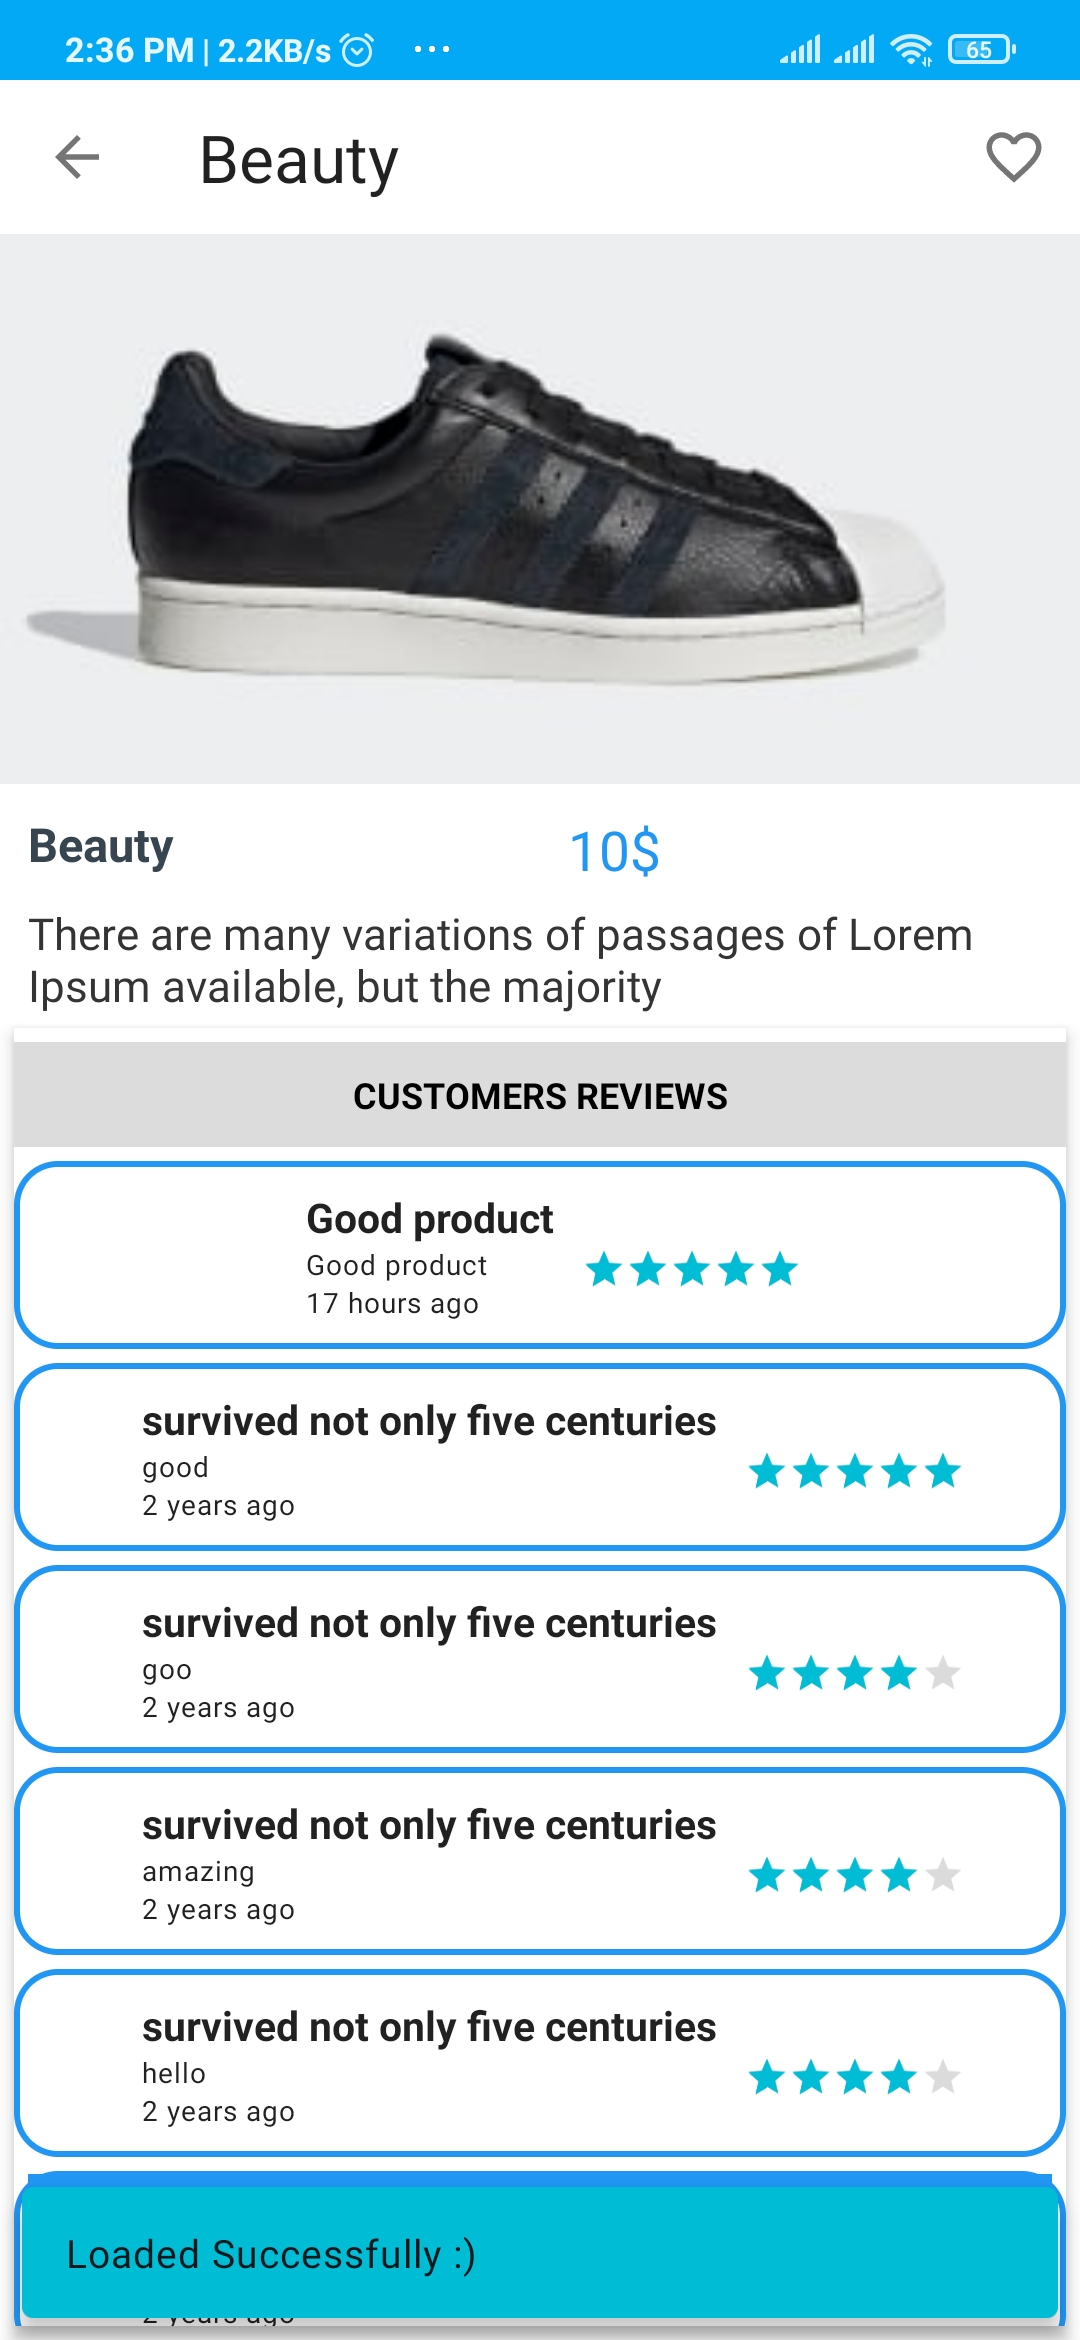 2:36 PM | 2.2KB/s ... 65
Beauty
Beauty
10$
There are many variations of passages of Lorem
Ipsum available, but the majority
CUSTOMERS REVIEWS
Good product
Good product
17 hours ago
survived not only five centuries
good
2 years ago
survived not only five centuries
goo
2 years ago
survived not only five centuries
amazing
2 years ago
survived not only five centuries
hello
2 years ago
Loaded Successfully :)
2 years ago